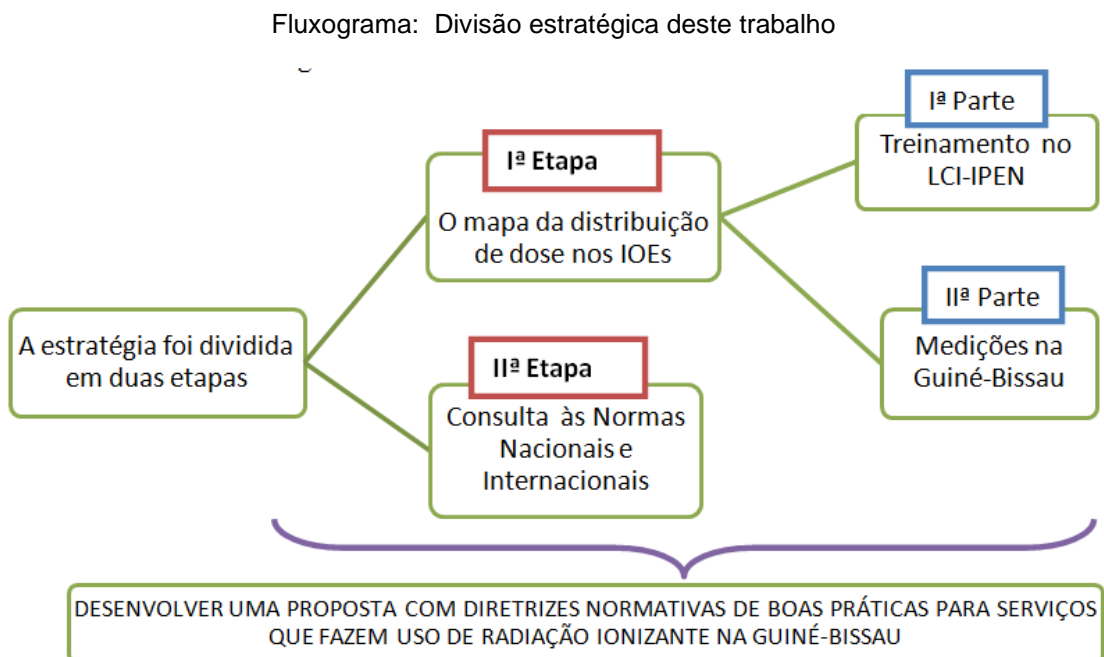 Fluxograma: Divisão estratégica deste trabalho
A estratégia foi dividida
em duas etapas
Iª Etapa
O mapa da distribuição
de dose nos IOEs
Iª Parte
Treinamento no
LCI-IPEN
IIª Parte
Medições na
Guiné-Bissau
IIª Etapa
Consulta às Normas
Nacionais e
Internacionais
DESENVOLVER UMA PROPOSTA COM DIRETRIZES NORMATIVAS DE BOAS PRÁTICAS PARA SERVIÇOS
QUE FAZEM USO DE RADIAÇÃO IONIZANTE NA GUINÉ-BISSAU